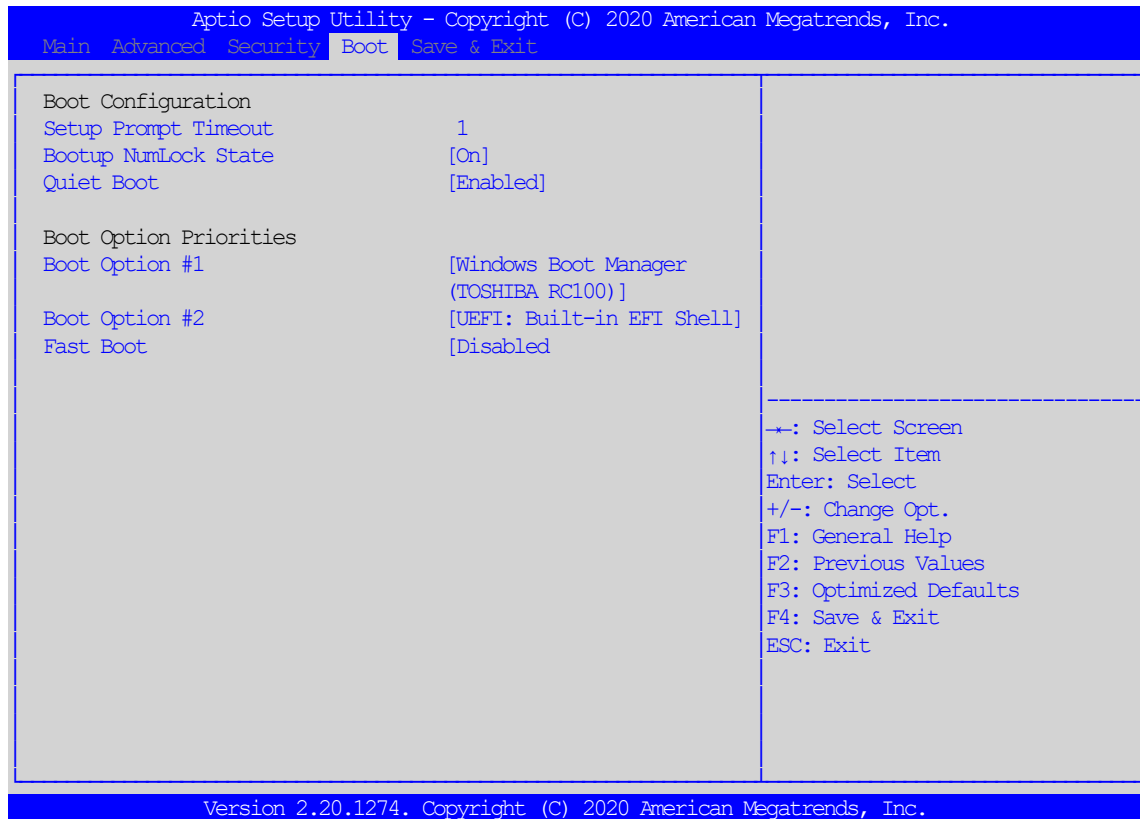 Aptio Setup Utility - Copyright (C) 2020 American Megatrends, Inc.
Main Advanced Security Boot Save & Exit
Boot Configuration
Setup Prompt Timeout 1
Bootup NumLock State [On]
Quiet Boot [Enabled]
Boot Option Priorities
Boot Option #1 [Windows Boot Manager
(TOSHIBA RC100)]
Boot Option #2 [UEFI: Built-in EFI Shell]
Fast Boot [Disabled
→←: Select Screen
↑↓: Select Item
Enter: Select
+/-: Change Opt.
F1: General Help
F2: Previous Values
F3: Optimized Defaults
F4: Save & Exit
ESC: Exit
Version 2.20.1274. Copyright (C) 2020 American Megatrends, Inc.